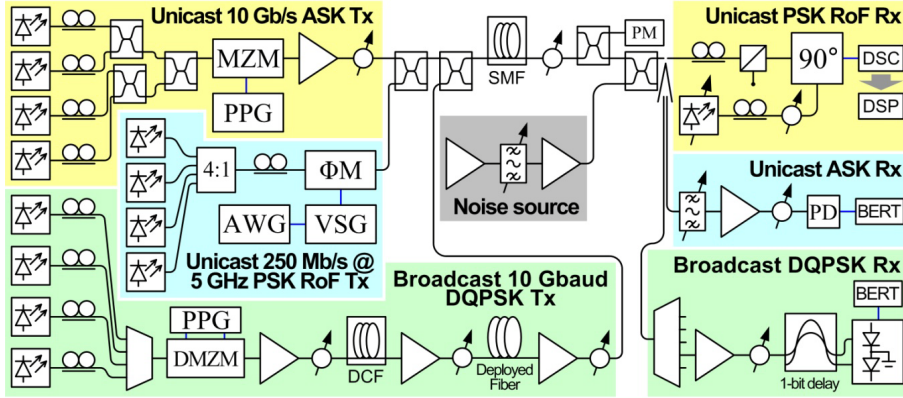 Unicast 10 Gb/s ASK Tx
MZM
PPG
SMF
PM
Unicast PSK RoF Rx
90°
DSC
DSP
4:1
ΦM
AWG
VSG
Unicast 250 Mb/s @
5 GHz PSK RoF Tx
Noise source
Unicast ASK Rx
PD
BERT
Broadcast 10 Gbaud
DQPSK Tx
PPG
DMZM
DCF
Deployed
Fiber
Broadcast DQPSK Rx
BERT
1-bit delay